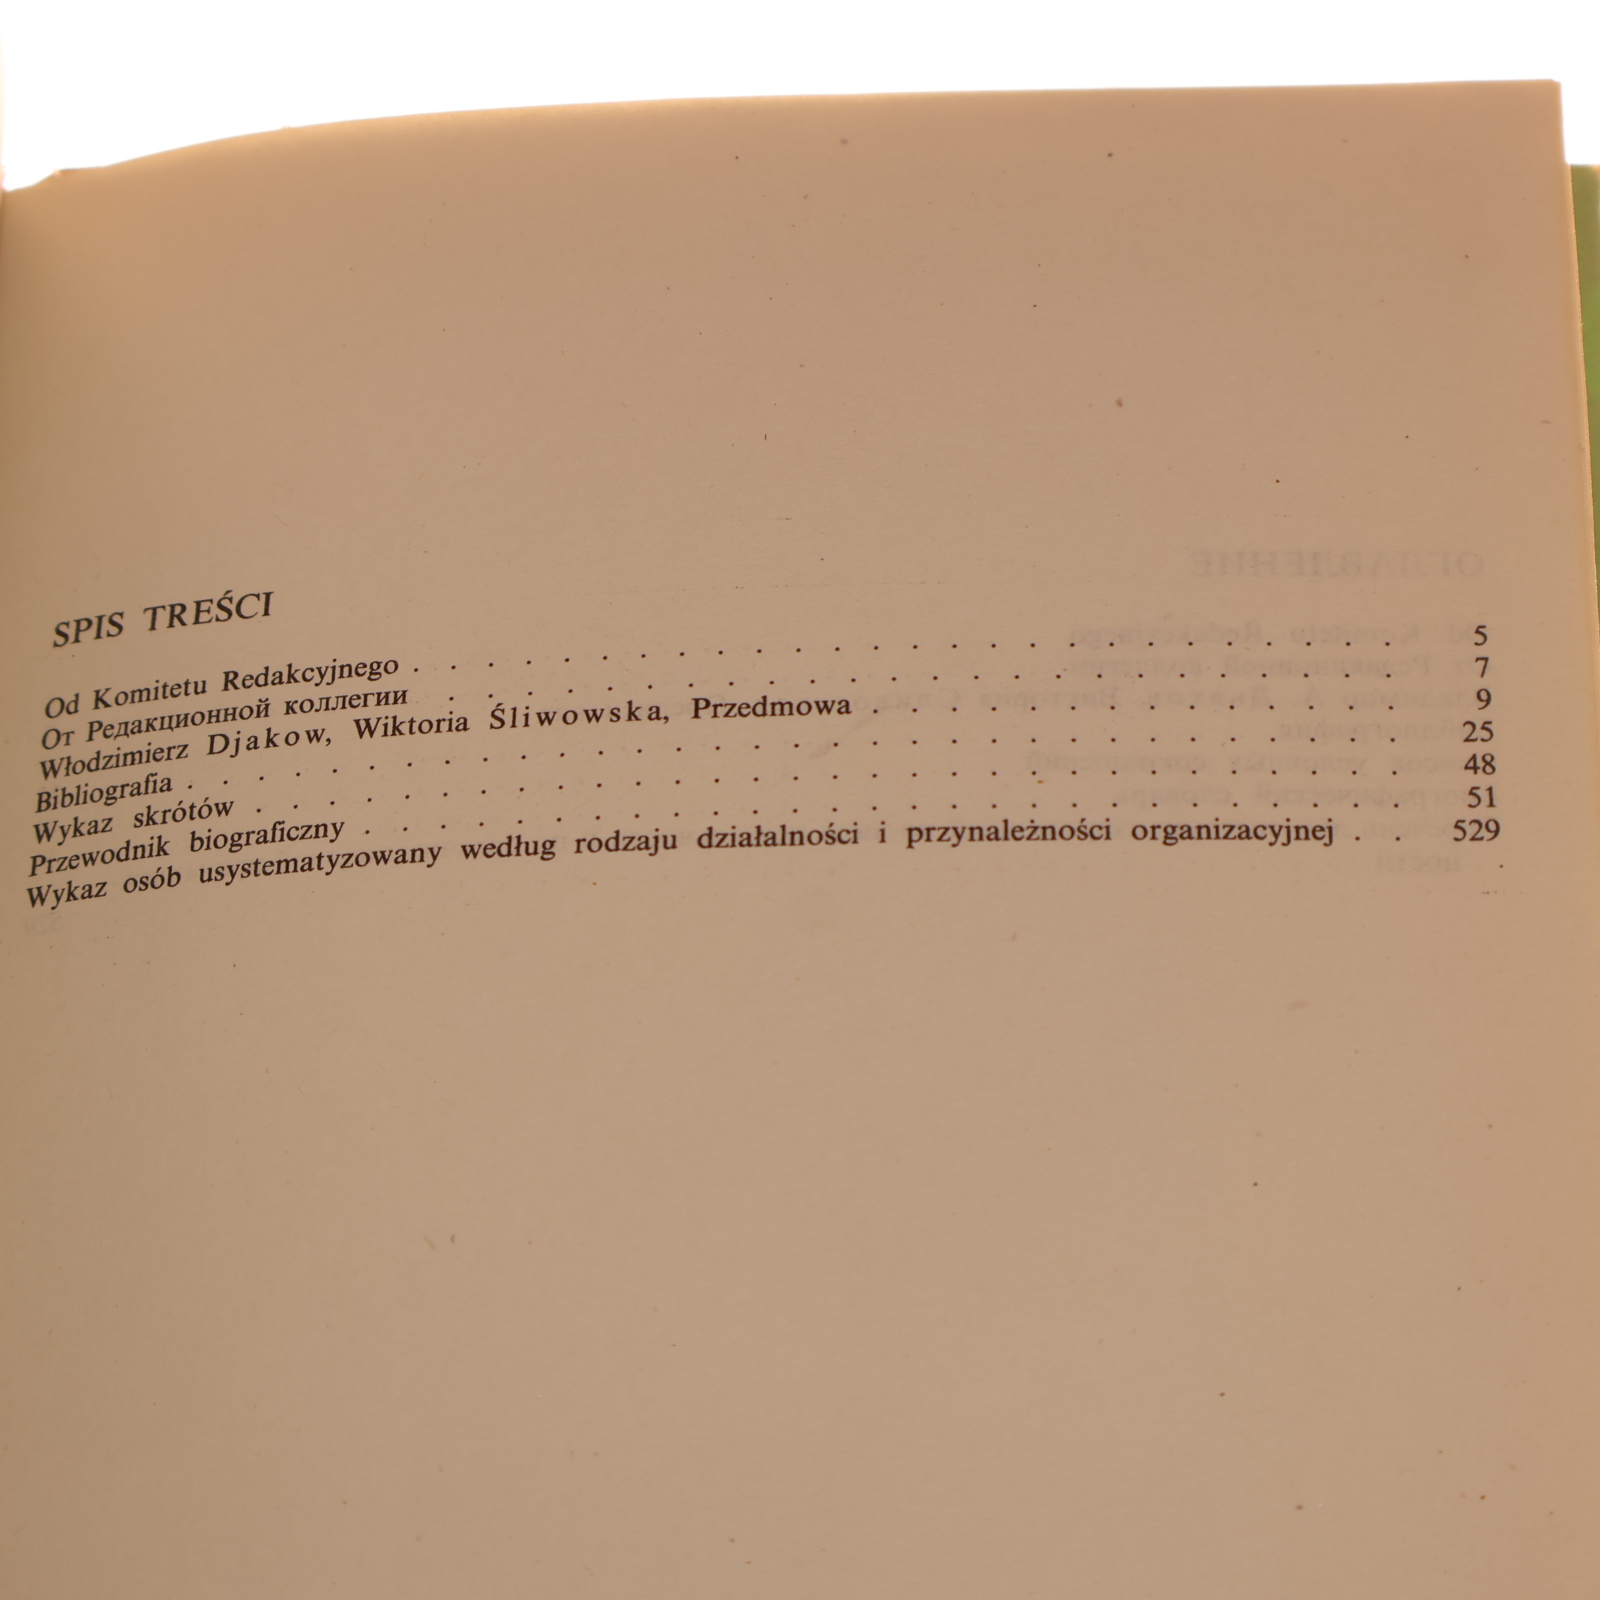 SPIS TREŚCI
Od Komitetu Redakcyjnego . . . . . . . . . . . . . . . . . . . . . . . . . . . . 5
От Редакционной коллегии . . . . . . . . . . . . . . . . . . . . . . . . . . 7
Włodzimierz Djakow, Wiktoria Śliwowska, Przedmowa . . . . . . . . . . . . . . 9
Bibliografia . . . . . . . . . . . . . . . . . . . . . . . . . . . . . . . . . 25
Wykaz skrótów . . . . . . . . . . . . . . . . . . . . . . . . . . . . . . . 48
Przewodnik biograficzny . . . . . . . . . . . . . . . . . . . . . . . . . . . . 51
Wykaz osób usystematyzowany według rodzaju działalności i przynależności organizacyjnej . . 529
ОГЛАВЛЕНИЕ